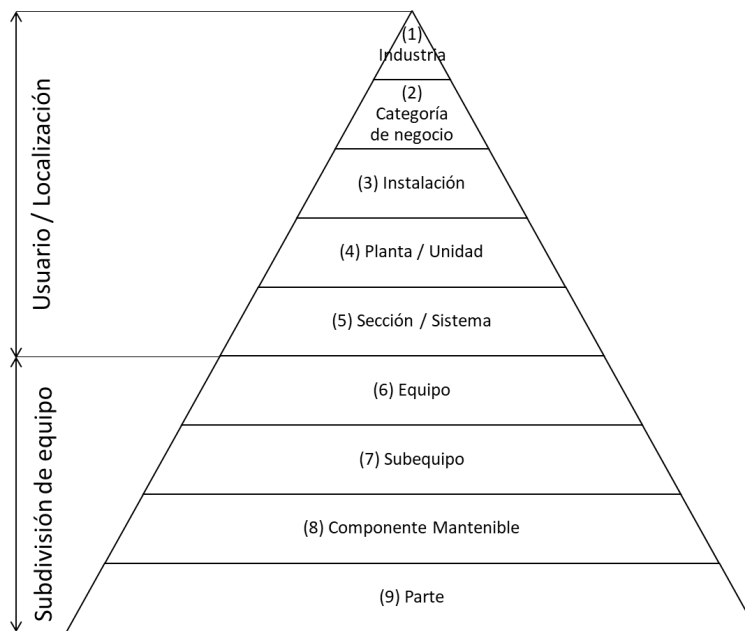 (1)
Industria
(2)
Categoría
de negocio
(3) Instalación
(4) Planta / Unidad
(5) Sección / Sistema
(6) Equipo
(7) Subequipo
(8) Componente Mantenible
(9) Parte
Usuario / Localización
Subdivisión de equipo